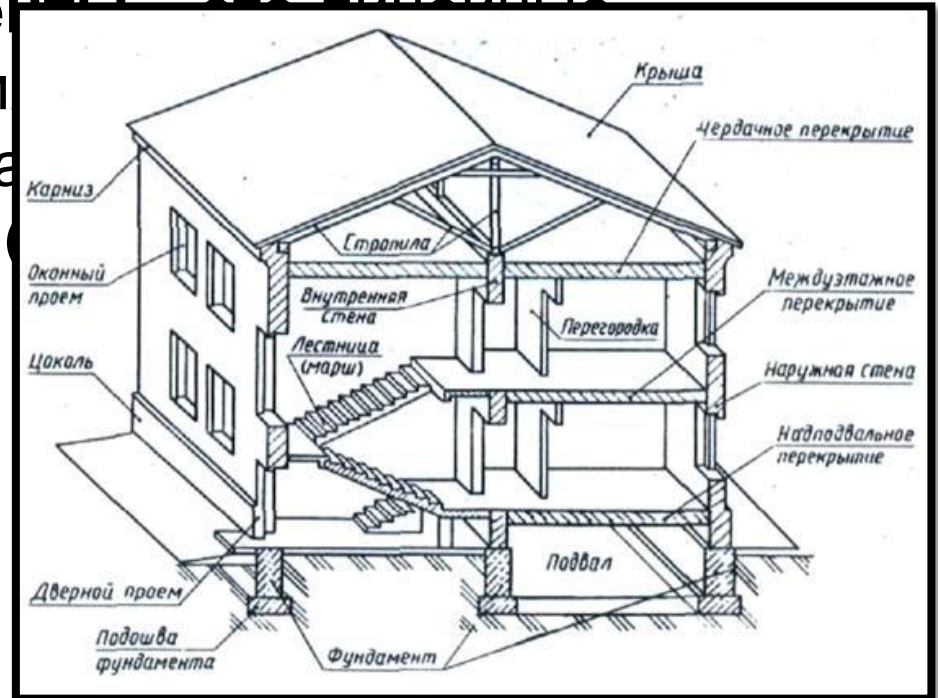 Крыша
Чердачное перекрытие
Карниз
Стропила
Оконный
проем
Внутренняя
стена
Междуэтажное
перекрытие
Перегородка
Лестница
(марш)
Цоколь
Наружная стена
Надподвальное
перекрытие
Подвал
Дверной проем
Подошва
фундамента
Фундамент